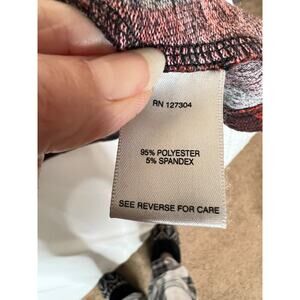 RN 127304
95% POLYESTER
5% SPANDEX
SEE REVERSE FOR CARE